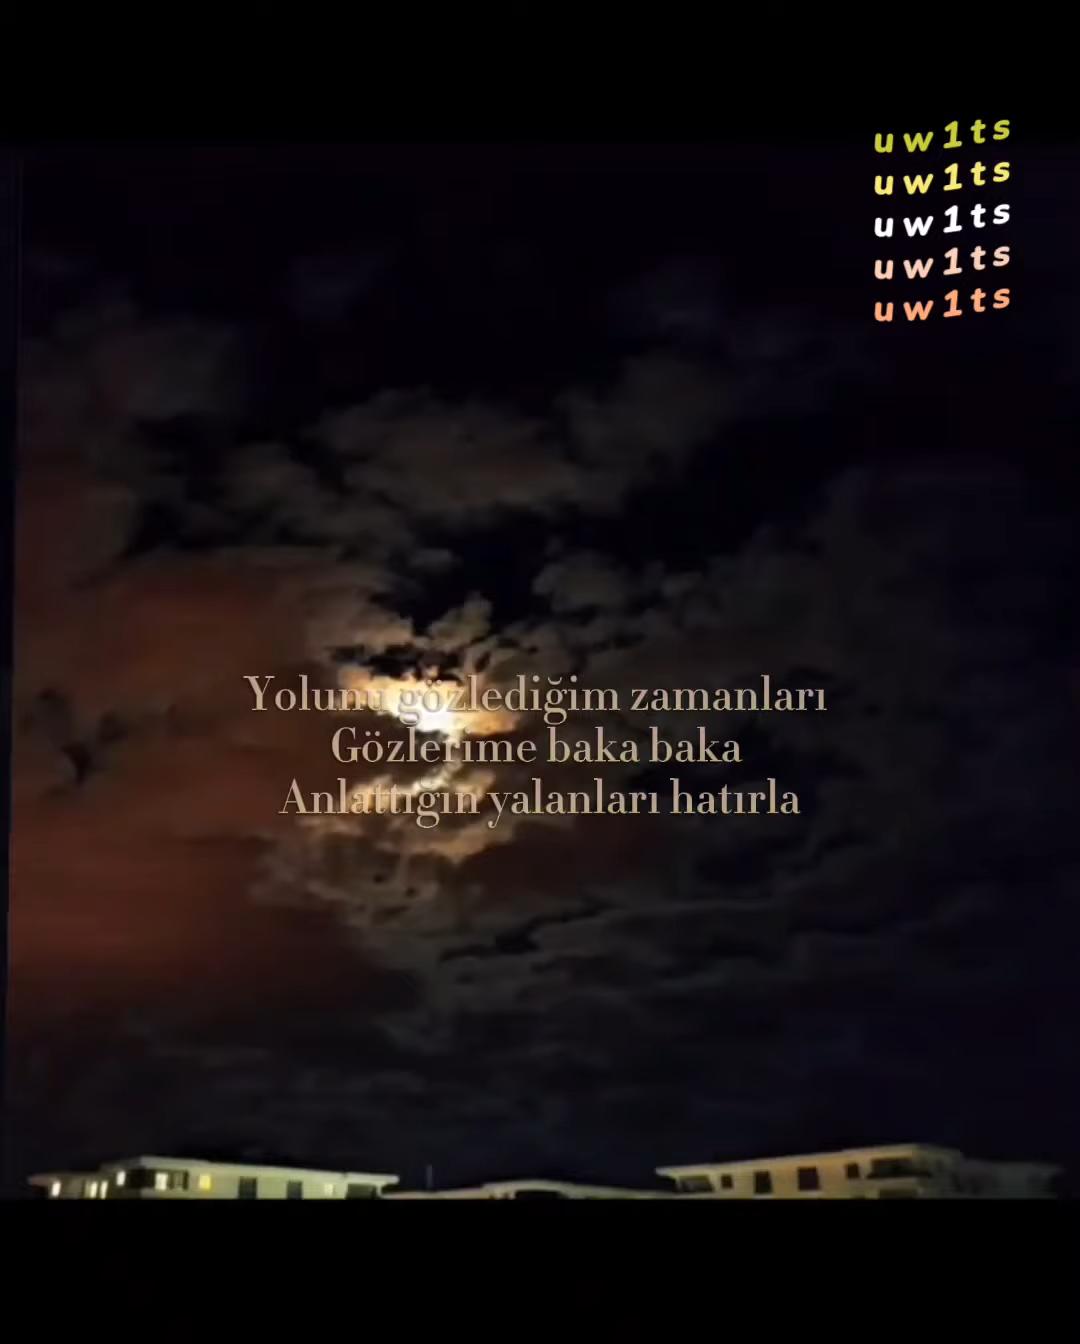 uw1ts
uw1ts
uw1ts
uw1ts
uw1ts
Yolunu gözlediğim zamanları
Gözlerime baka baka
Anlattığın yalanları hatırla